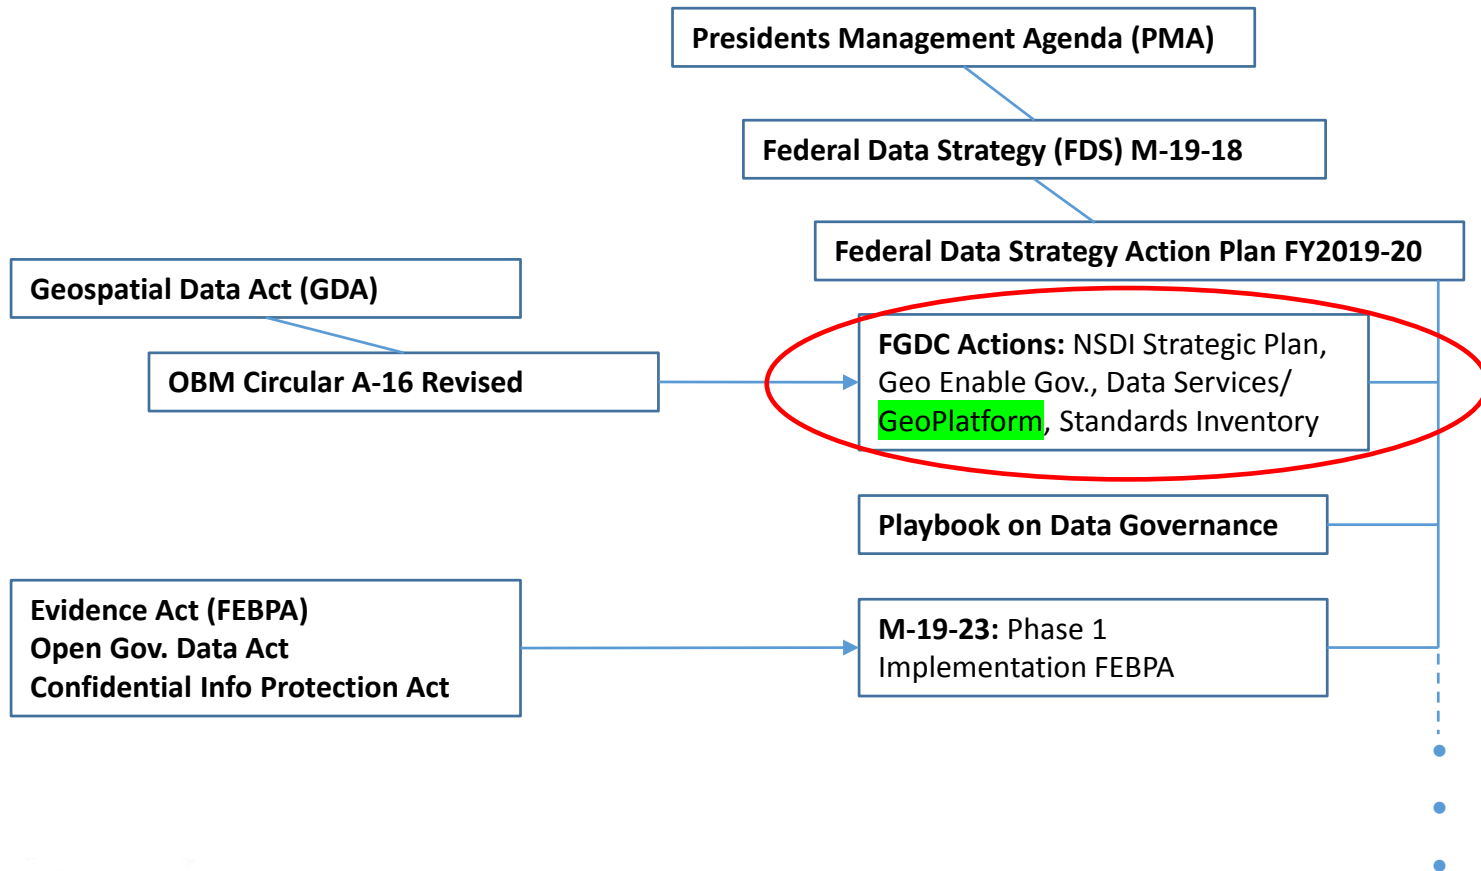 Presidents Management Agenda (PMA)
Federal Data Strategy (FDS) M-19-18
Federal Data Strategy Action Plan FY2019-20
Geospatial Data Act (GDA)
OBM Circular A-16 Revised
FGDC Actions: NSDI Strategic Plan,
Geo Enable Gov., Data Services/
GeoPlatform, Standards Inventory
Playbook on Data Governance
Evidence Act (FEBPA)
Open Gov. Data Act
Confidential Info Protection Act
M-19-23: Phase 1
Implementation FEBPA